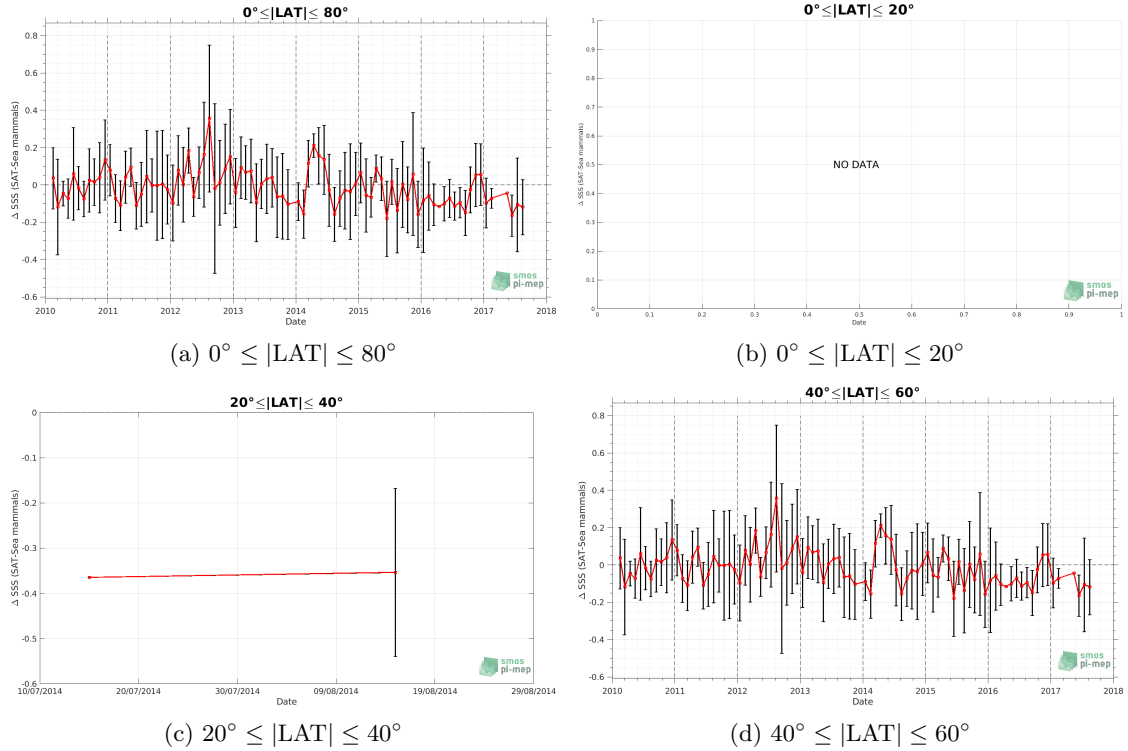 0°≤|LAT|≤ 80°
Δ SSS (SAT-Sea mammals)
0.8
0.6
0.4
0.2
0
-0.2
-0.4
-0.6
2010 2011 2012 2013 2014 2015 2016 2017 2018
Date
smos
pi-mep
(a) 0° ≤ |LAT| ≤ 80°
0°≤|LAT|≤ 20°
Δ SSS (SAT-Sea mammals)
1
0.9
0.8
0.7
0.6
0.5
0.4
0.3
0.2
0.1
0
NO DATA
0 0.1 0.2 0.3 0.4 0.5 0.6 0.7 0.8 0.9 1
Date
smos
pi-mep
(b) 0° ≤ |LAT| ≤ 20°
20°≤|LAT|≤ 40°
Δ SSS (SAT-Sea mammals)
0
-0.1
-0.2
-0.3
-0.4
-0.5
-0.6
10/07/2014 20/07/2014 30/07/2014 09/08/2014 19/08/2014 29/08/2014
Date
smos
pi-mep
(c) 20° ≤ |LAT| ≤ 40°
40°≤|LAT|≤ 60°
Δ SSS (SAT-Sea mammals)
0.8
0.6
0.4
0.2
0
-0.2
-0.4
-0.6
2010 2011 2012 2013 2014 2015 2016 2017 2018
Date
smos
pi-mep
(d) 40° ≤ |LAT| ≤ 60°